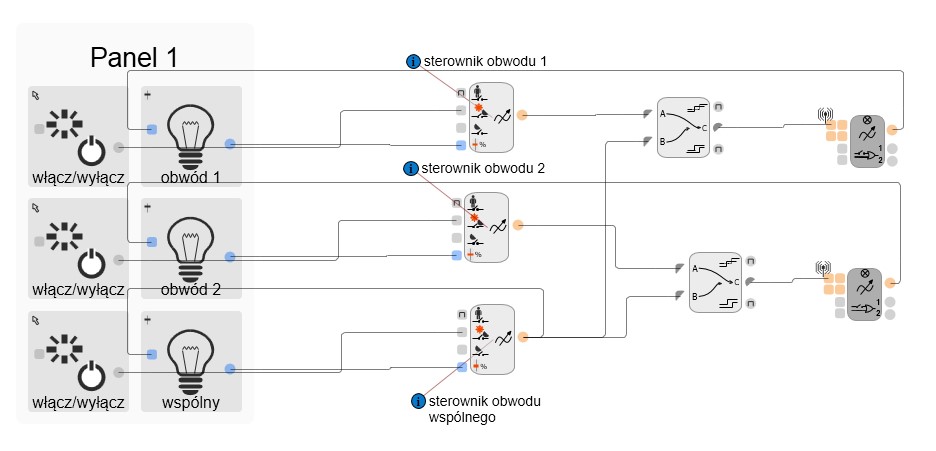 Panel 1
włącz/wyłącz
obwód 1
włącz/wyłącz
obwód 2
włącz/wyłącz
wspólny
i sterownik obwodu 1
%
i sterownik obwodu 2
%
%
i sterownik obwodu
wspólnego
A
B
C
A
B
C
1
2
1
2